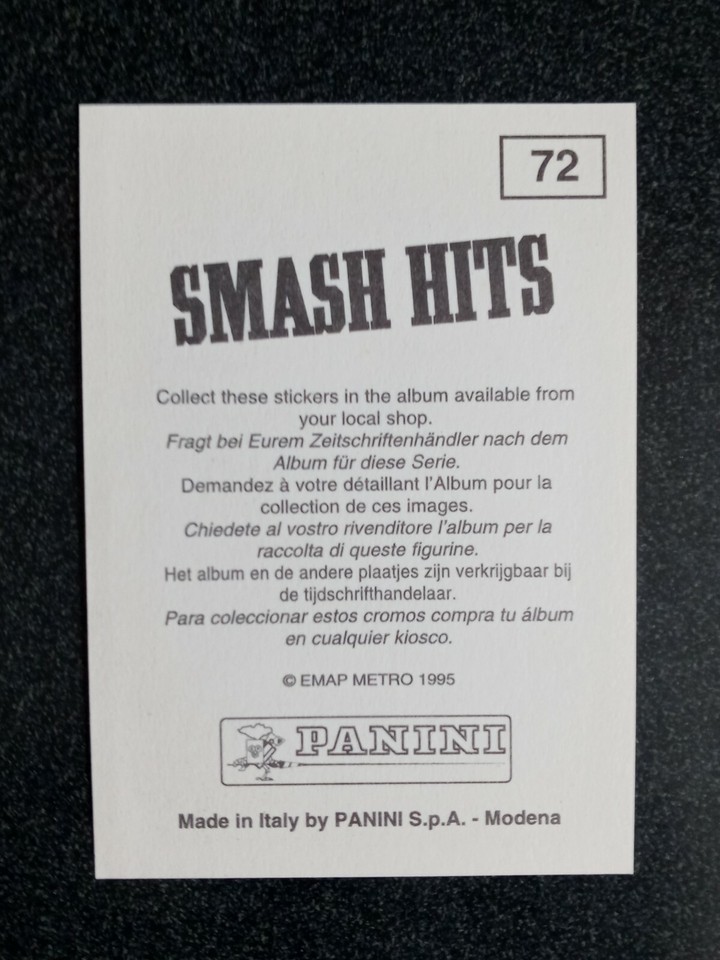 72
SMASH HITS
Collect these stickers in the album available from
your local shop.
Fragt bei Eurem Zeitschriftenhändler nach dem
Album für diese Serie.
Demandez à votre détaillant l'Album pour la
collection de ces images.
Chiedete al vostro rivenditore l'album per la
raccolta di queste figurine.
Het album en de andere plaatjes zijn verkrijgbaar bij
de tijdschrifthandelaar.
Para coleccionar estos cromos compra tu álbum
en cualquier kiosco.
© EMAP METRO 1995
PANINI
Made in Italy by PANINI S.p.A. - Modena